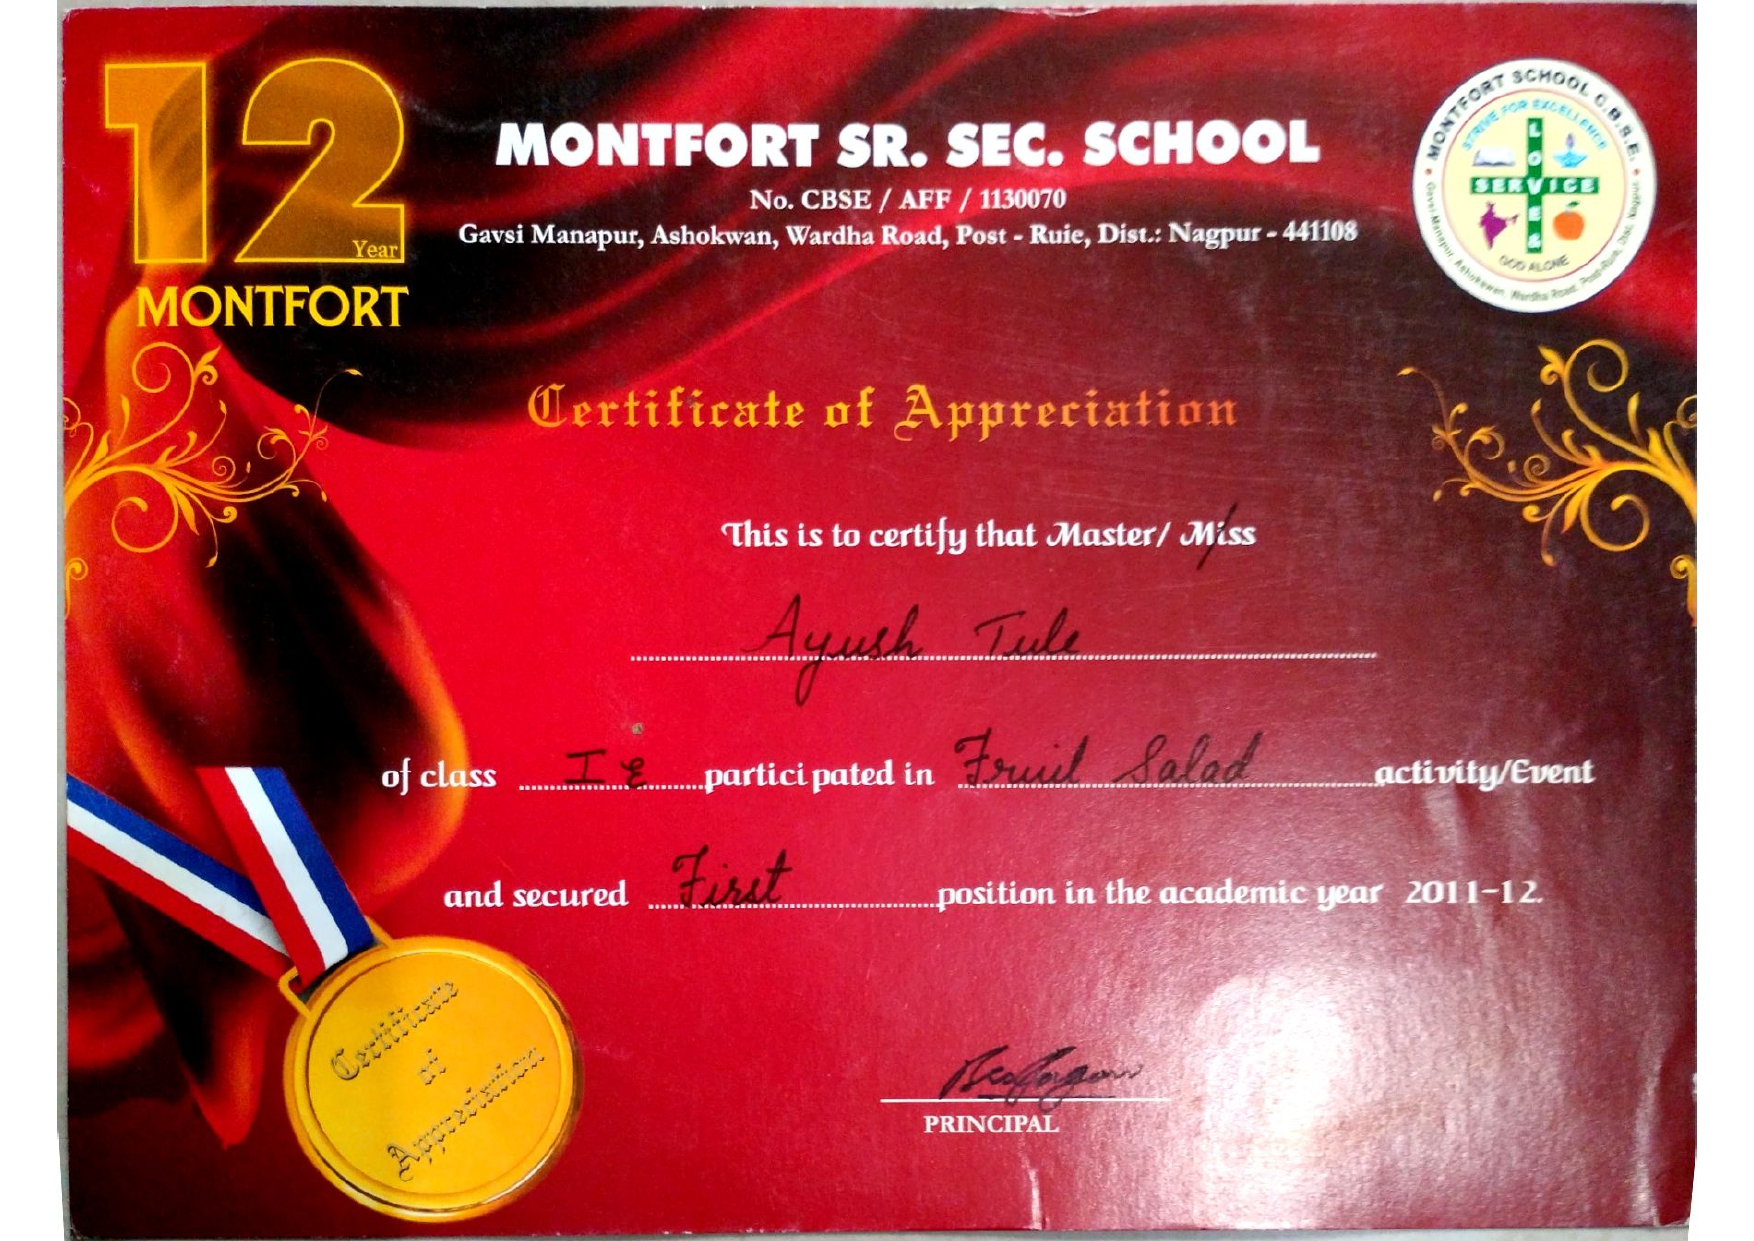 12
Year
MONTFORT
MONTFORT SR. SEC. SCHOOL
No. CBSE / AFF / 1130070
Gavsi Manapur, Ashokwan, Wardha Road, Post - Ruie, Dist.: Nagpur - 441108
MONTFORT SCHOOL C.B.S.E.
STRIVE FOR EXCELLENCE
LOVE &
SERVICE
GOD ALONE
Gavsi Manapur, Ashokwan, Wardha Road, Post-Ruie, Dist. Nagpur
Certificate of Appreciation
This is to certify that Master/ Miss
Ayush Tule
of class I E participated in Fruit Salad activity/Event
and secured First position in the academic year 2011-12.
Certificate
of
Appreciation
PRINCIPAL